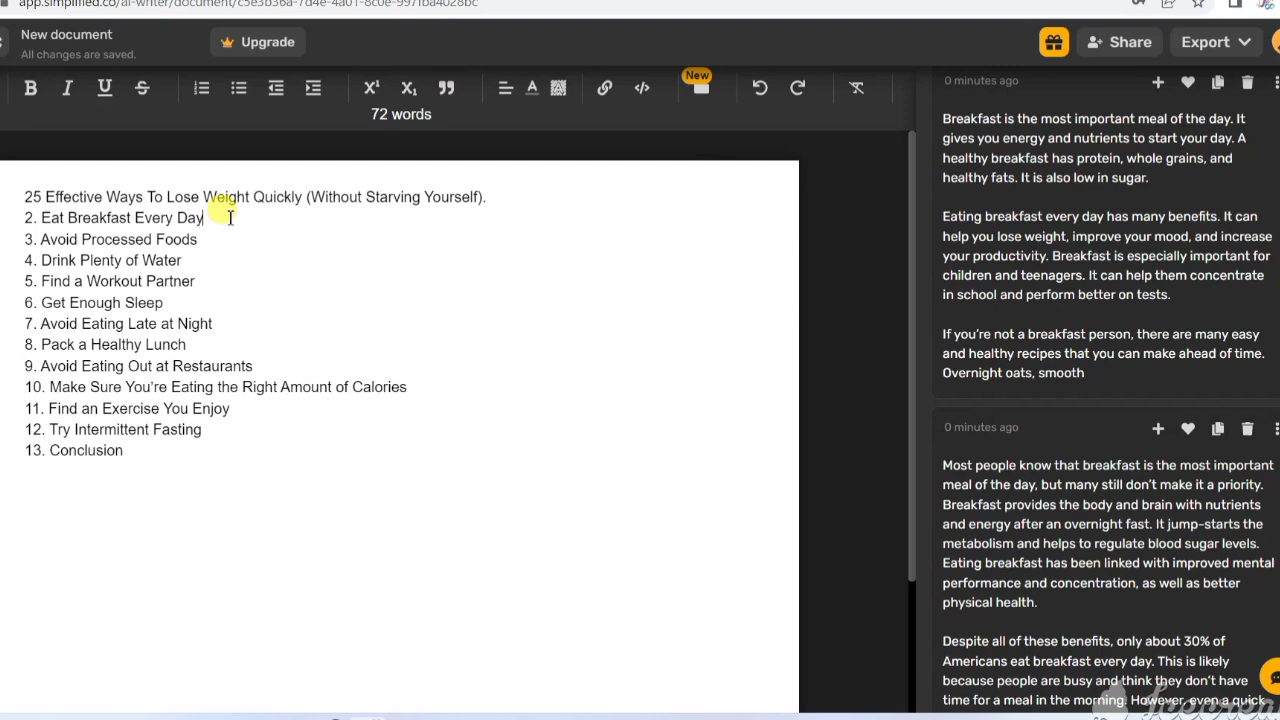 app.simplified.co/ai-writer/document/c5e3b36a-7d4e-4a01-8c0e-997fba4028bc
New document
All changes are saved.
Upgrade
Share
Export
B I U S X² X₁ A New
72 words
25 Effective Ways To Lose Weight Quickly (Without Starving Yourself).
2. Eat Breakfast Every Day
3. Avoid Processed Foods
4. Drink Plenty of Water
5. Find a Workout Partner
6. Get Enough Sleep
7. Avoid Eating Late at Night
8. Pack a Healthy Lunch
9. Avoid Eating Out at Restaurants
10. Make Sure You're Eating the Right Amount of Calories
11. Find an Exercise You Enjoy
12. Try Intermittent Fasting
13. Conclusion
0 minutes ago
Breakfast is the most important meal of the day. It
gives you energy and nutrients to start your day. A
healthy breakfast has protein, whole grains, and
healthy fats. It is also low in sugar.
Eating breakfast every day has many benefits. It can
help you lose weight, improve your mood, and increase
your productivity. Breakfast is especially important for
children and teenagers. It can help them concentrate
in school and perform better on tests.
If you're not a breakfast person, there are many easy
and healthy recipes that you can make ahead of time.
Overnight oats, smooth
0 minutes ago
Most people know that breakfast is the most important
meal of the day, but many still don't make it a priority.
Breakfast provides the body and brain with nutrients
and energy after an overnight fast. It jump-starts the
metabolism and helps to regulate blood sugar levels.
Eating breakfast has been linked with improved mental
performance and concentration, as well as better
physical health.
Despite all of these benefits, only about 30% of
Americans eat breakfast every day. This is likely
because people are busy and think they don't have
time for a meal in the morning. However, even a quick